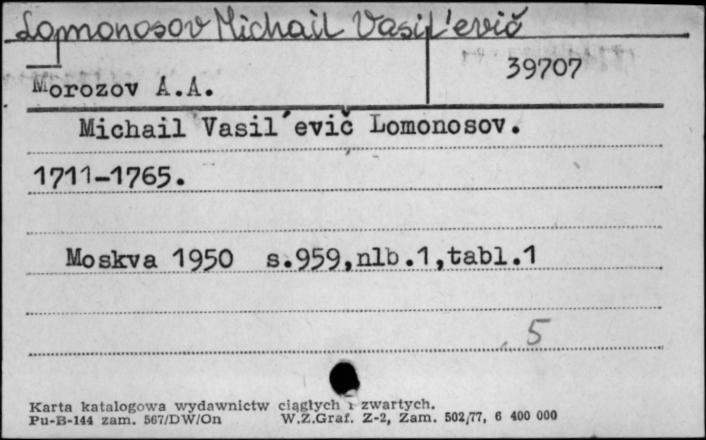 Lomonosov Michail Vasil'evič
39707
Morozov A.A.
Michail Vasil'evič Lomonosov.
1711-1765.
Moskva 1950 s.959,nlb.1,tabl.1
5
Karta katalogowa wydawnictw ciągłych i zwartych.
Pu-B-144 zam. 567/DW/On W.Z.Graf. Z-2, Zam. 502/77, 6 400 000